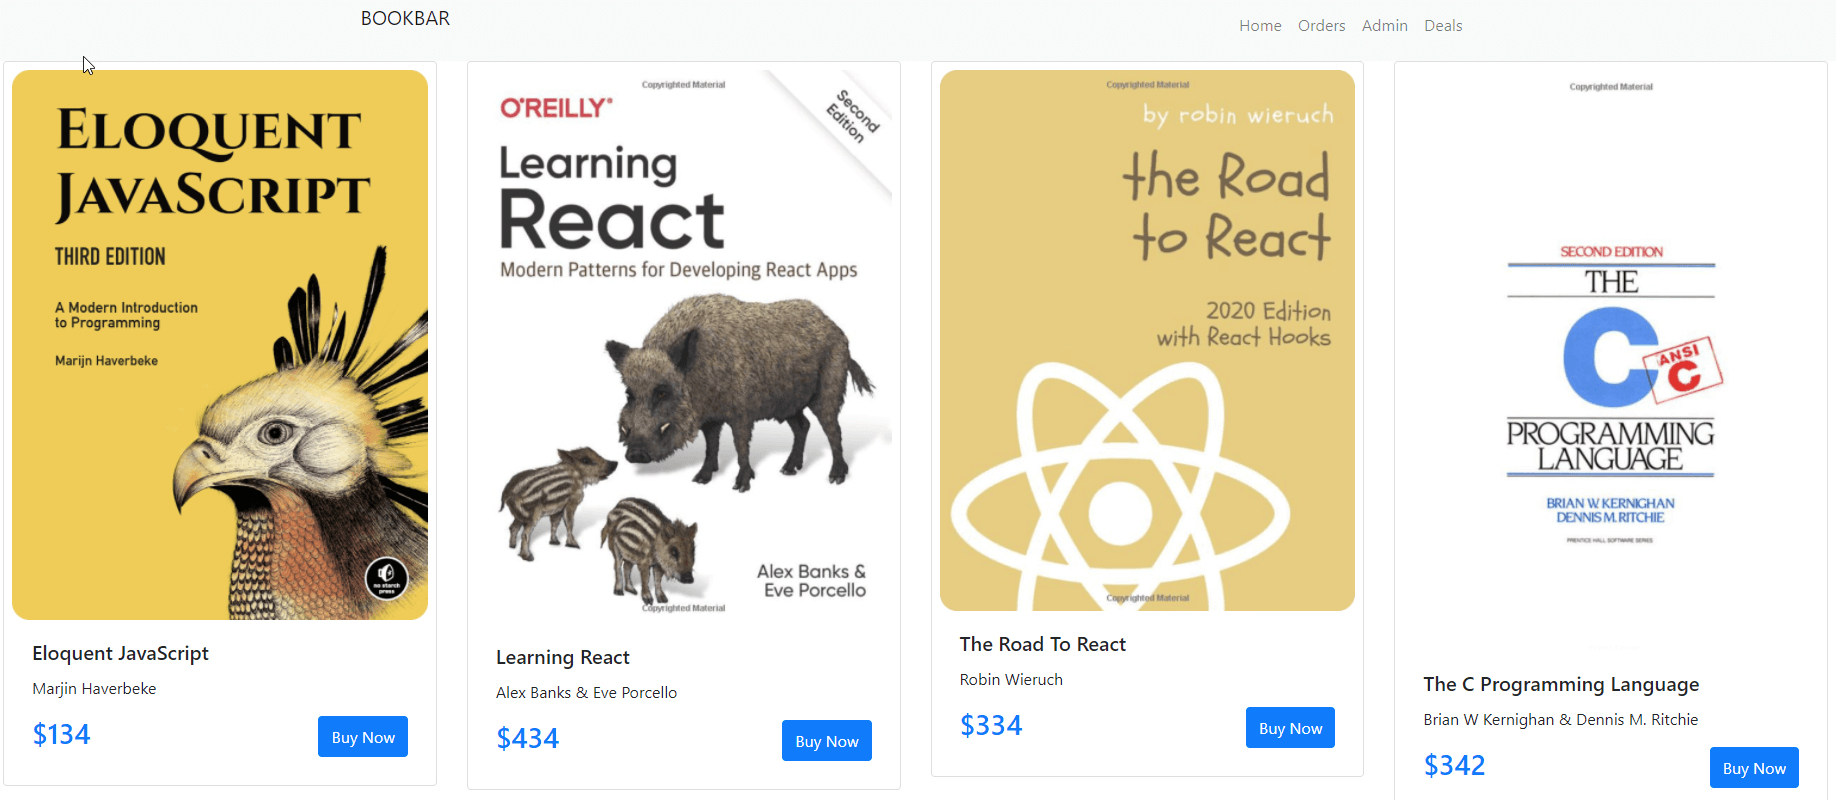 BOOKBAR
Home Orders Admin Deals
ELOQUENT
JAVASCRIPT
THIRD EDITION
A Modern Introduction
to Programming
Marijn Haverbeke
no starch
press
Eloquent JavaScript
Marjin Haverbeke
$134
Buy Now
Copyrighted Material
O'REILLY®
Second
Edition
Learning
React
Modern Patterns for Developing React Apps
Alex Banks &
Eve Porcello
Copyrighted Material
Learning React
Alex Banks & Eve Porcello
$434
Buy Now
Copyrighted Material
by robin wieruch
the Road
to React
2020 Edition
with React Hooks
Copyrighted Material
The Road To React
Robin Wieruch
$334
Buy Now
Copyrighted Material
SECOND EDITION
THE
C
ANSI
C
PROGRAMMING
LANGUAGE
BRIAN W. KERNIGHAN
DENNIS M. RITCHIE
PRENTICE HALL SOFTWARE SERIES
The C Programming Language
Brian W Kernighan & Dennis M. Ritchie
$342
Buy Now